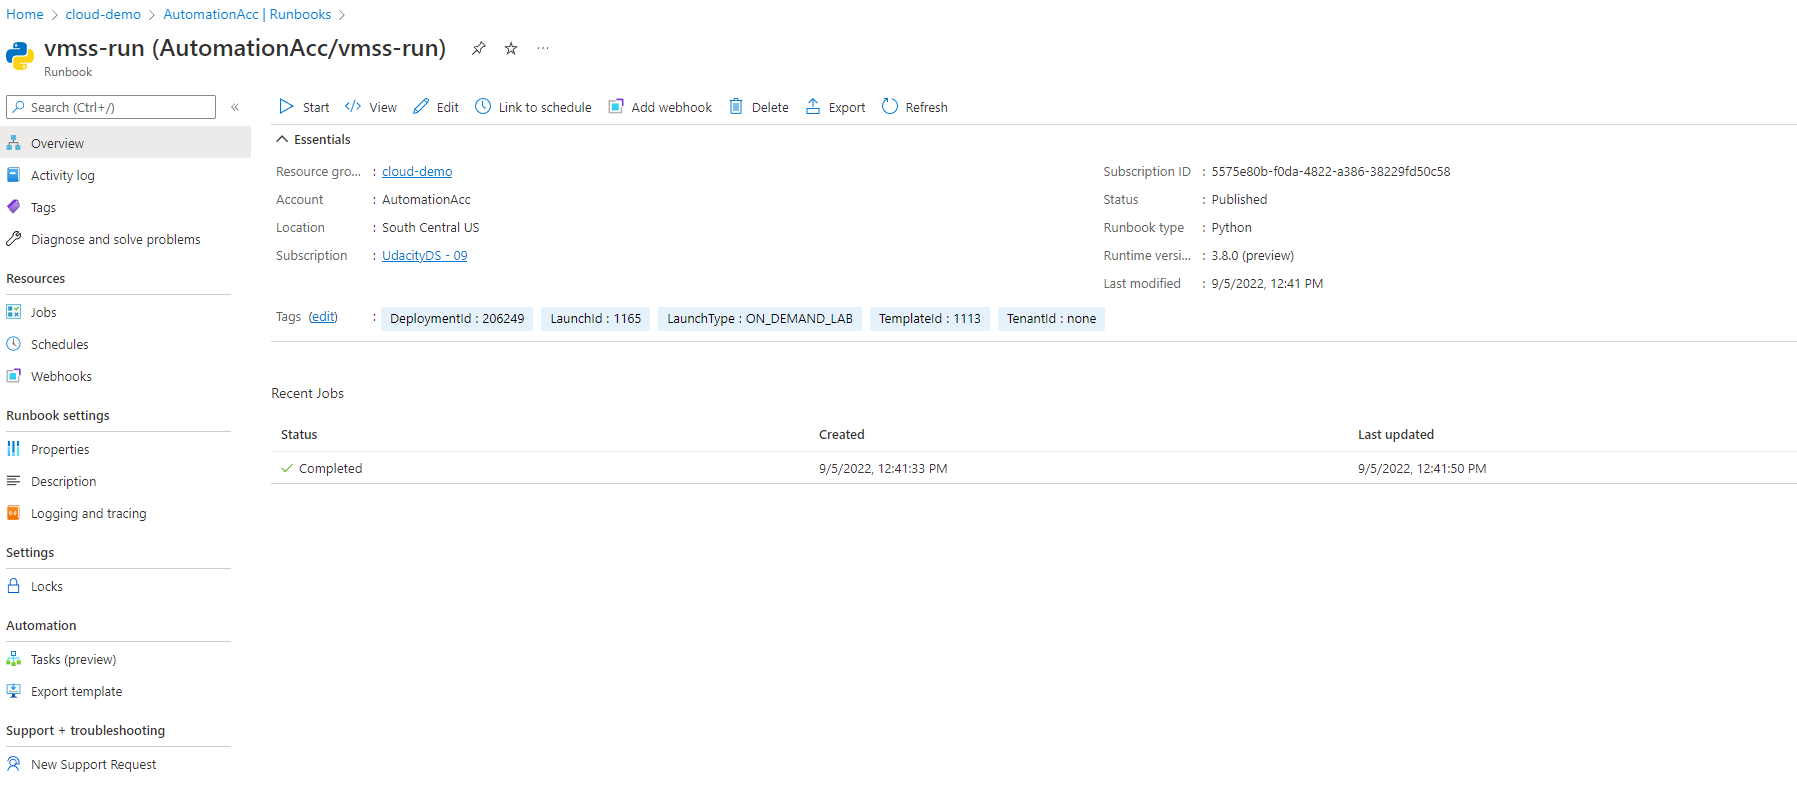 Home > cloud-demo > AutomationAcc | Runbooks >
vmss-run (AutomationAcc/vmss-run) ...
Runbook
Search (Ctrl+/) «
Start View Edit Link to schedule Add webhook Delete Export Refresh
Overview
Activity log
Tags
Diagnose and solve problems
Resources
Jobs
Schedules
Webhooks
Runbook settings
Properties
Description
Logging and tracing
Settings
Locks
Automation
Tasks (preview)
Export template
Support + troubleshooting
New Support Request
Essentials
Resource gro... : cloud-demo
Account : AutomationAcc
Location : South Central US
Subscription : UdacityDS - 09
Subscription ID : 5575e80b-f0da-4822-a386-38229fd50c58
Status : Published
Runbook type : Python
Runtime versi... : 3.8.0 (preview)
Last modified : 9/5/2022, 12:41 PM
Tags (edit) : DeploymentId : 206249 LaunchId : 1165 LaunchType : ON_DEMAND_LAB TemplateId : 1113 TenantId : none
Recent Jobs
Status Created Last updated
Completed 9/5/2022, 12:41:33 PM 9/5/2022, 12:41:50 PM